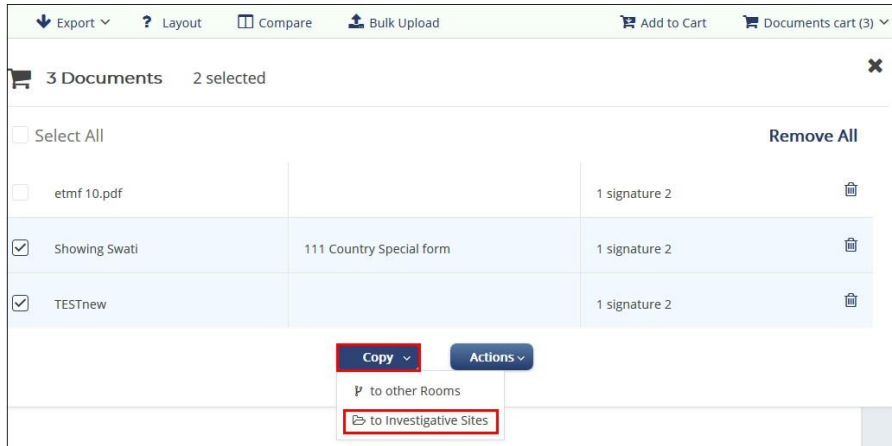 Export ? Layout Compare Bulk Upload Add to Cart Documents cart (3)
3 Documents 2 selected
Select All Remove All
etmf 10.pdf 1 signature 2
Showing Swati 111 Country Special form 1 signature 2
TESTnew 1 signature 2
Copy Actions
to other Rooms
to Investigative Sites